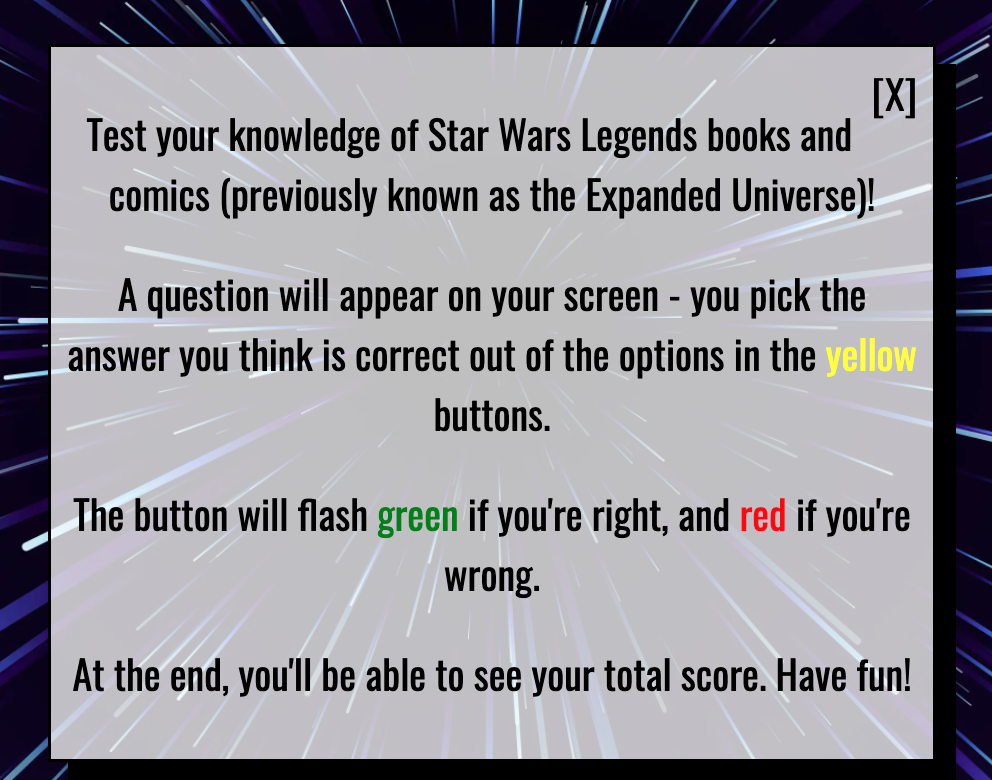 [X]
Test your knowledge of Star Wars Legends books and
comics (previously known as the Expanded Universe)!
A question will appear on your screen - you pick the
answer you think is correct out of the options in the yellow
buttons.
The button will flash green if you're right, and red if you're
wrong.
At the end, you'll be able to see your total score. Have fun!